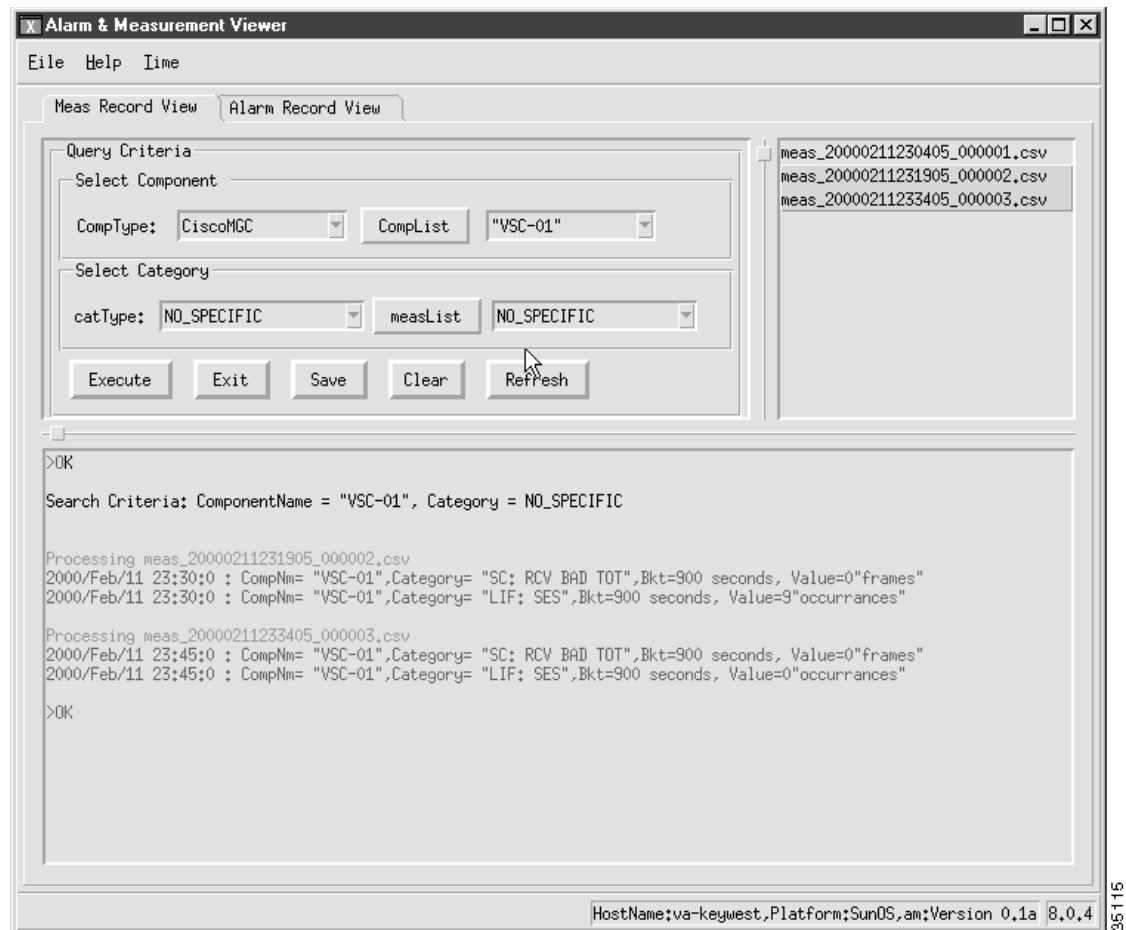 X Alarm & Measurement Viewer
Eile Help Iime
Meas Record View Alarm Record View
Query Criteria
Select Component
CompType: CiscoMGC CompList "VSC-01"
Select Category
catType: NO_SPECIFIC measList NO_SPECIFIC
Execute Exit Save Clear Refresh
meas_20000211230405_000001.csv
meas_20000211231905_000002.csv
meas_20000211233405_000003.csv
>OK
Search Criteria: ComponentName = "VSC-01", Category = NO_SPECIFIC
Processing meas_20000211231905_000002.csv
2000/Feb/11 23:30:0 : CompNm= "VSC-01",Category= "SC: RCV BAD TOT",Bkt=900 seconds, Value=0"frames"
2000/Feb/11 23:30:0 : CompNm= "VSC-01",Category= "LIF: SES",Bkt=900 seconds, Value=9"occurrances"
Processing meas_20000211233405_000003.csv
2000/Feb/11 23:45:0 : CompNm= "VSC-01",Category= "SC: RCV BAD TOT",Bkt=900 seconds, Value=0"frames"
2000/Feb/11 23:45:0 : CompNm= "VSC-01",Category= "LIF: SES",Bkt=900 seconds, Value=0"occurrances"
>OK
HostName:va-keywest,Platform:SunOS,am:Version 0.1a 8.0.4
35115